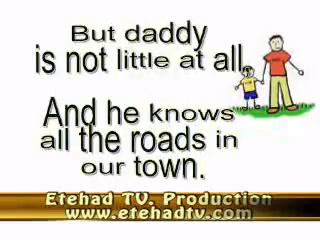 But daddy
is not little at all
And he knows
all the roads in
our town.
Etehad TV. Production
www.etehadtv.com